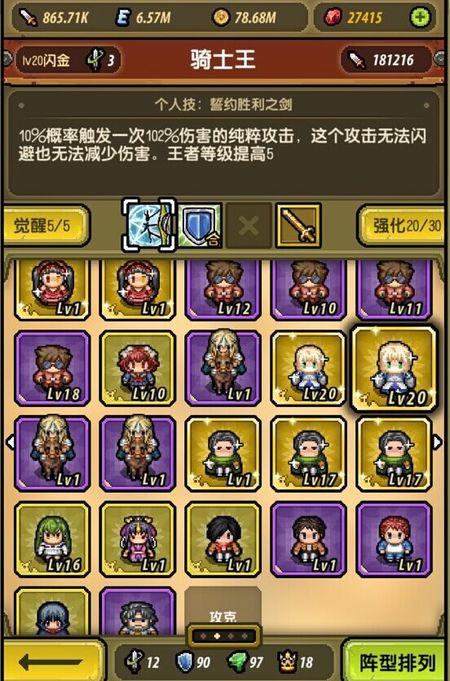 865.71K E 6.57M 78.68M 27415
lv20闪金 3 骑士王 181216
个人技：誓约胜利之剑
10%概率触发一次102%伤害的纯粹攻击，这个攻击无法闪
避也无法减少伤害。王者等级提高5
觉醒5/5 合 强化20/30
Lv1 Lv1 Lv12 Lv10 Lv11
Lv18 Lv10 Lv1 Lv20 Lv20
Lv1 Lv1 Lv1 Lv17 Lv17
Lv16 Lv1 Lv1 Lv1 Lv1
攻克
12 90 97 18 阵型排列